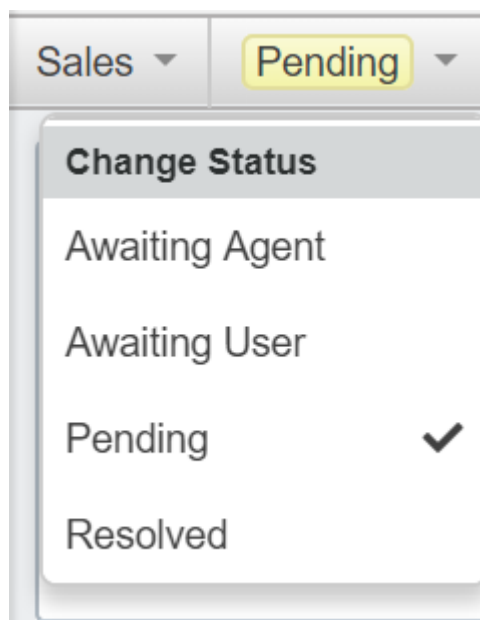 Sales
Pending
Change Status
Awaiting Agent
Awaiting User
Pending
Resolved